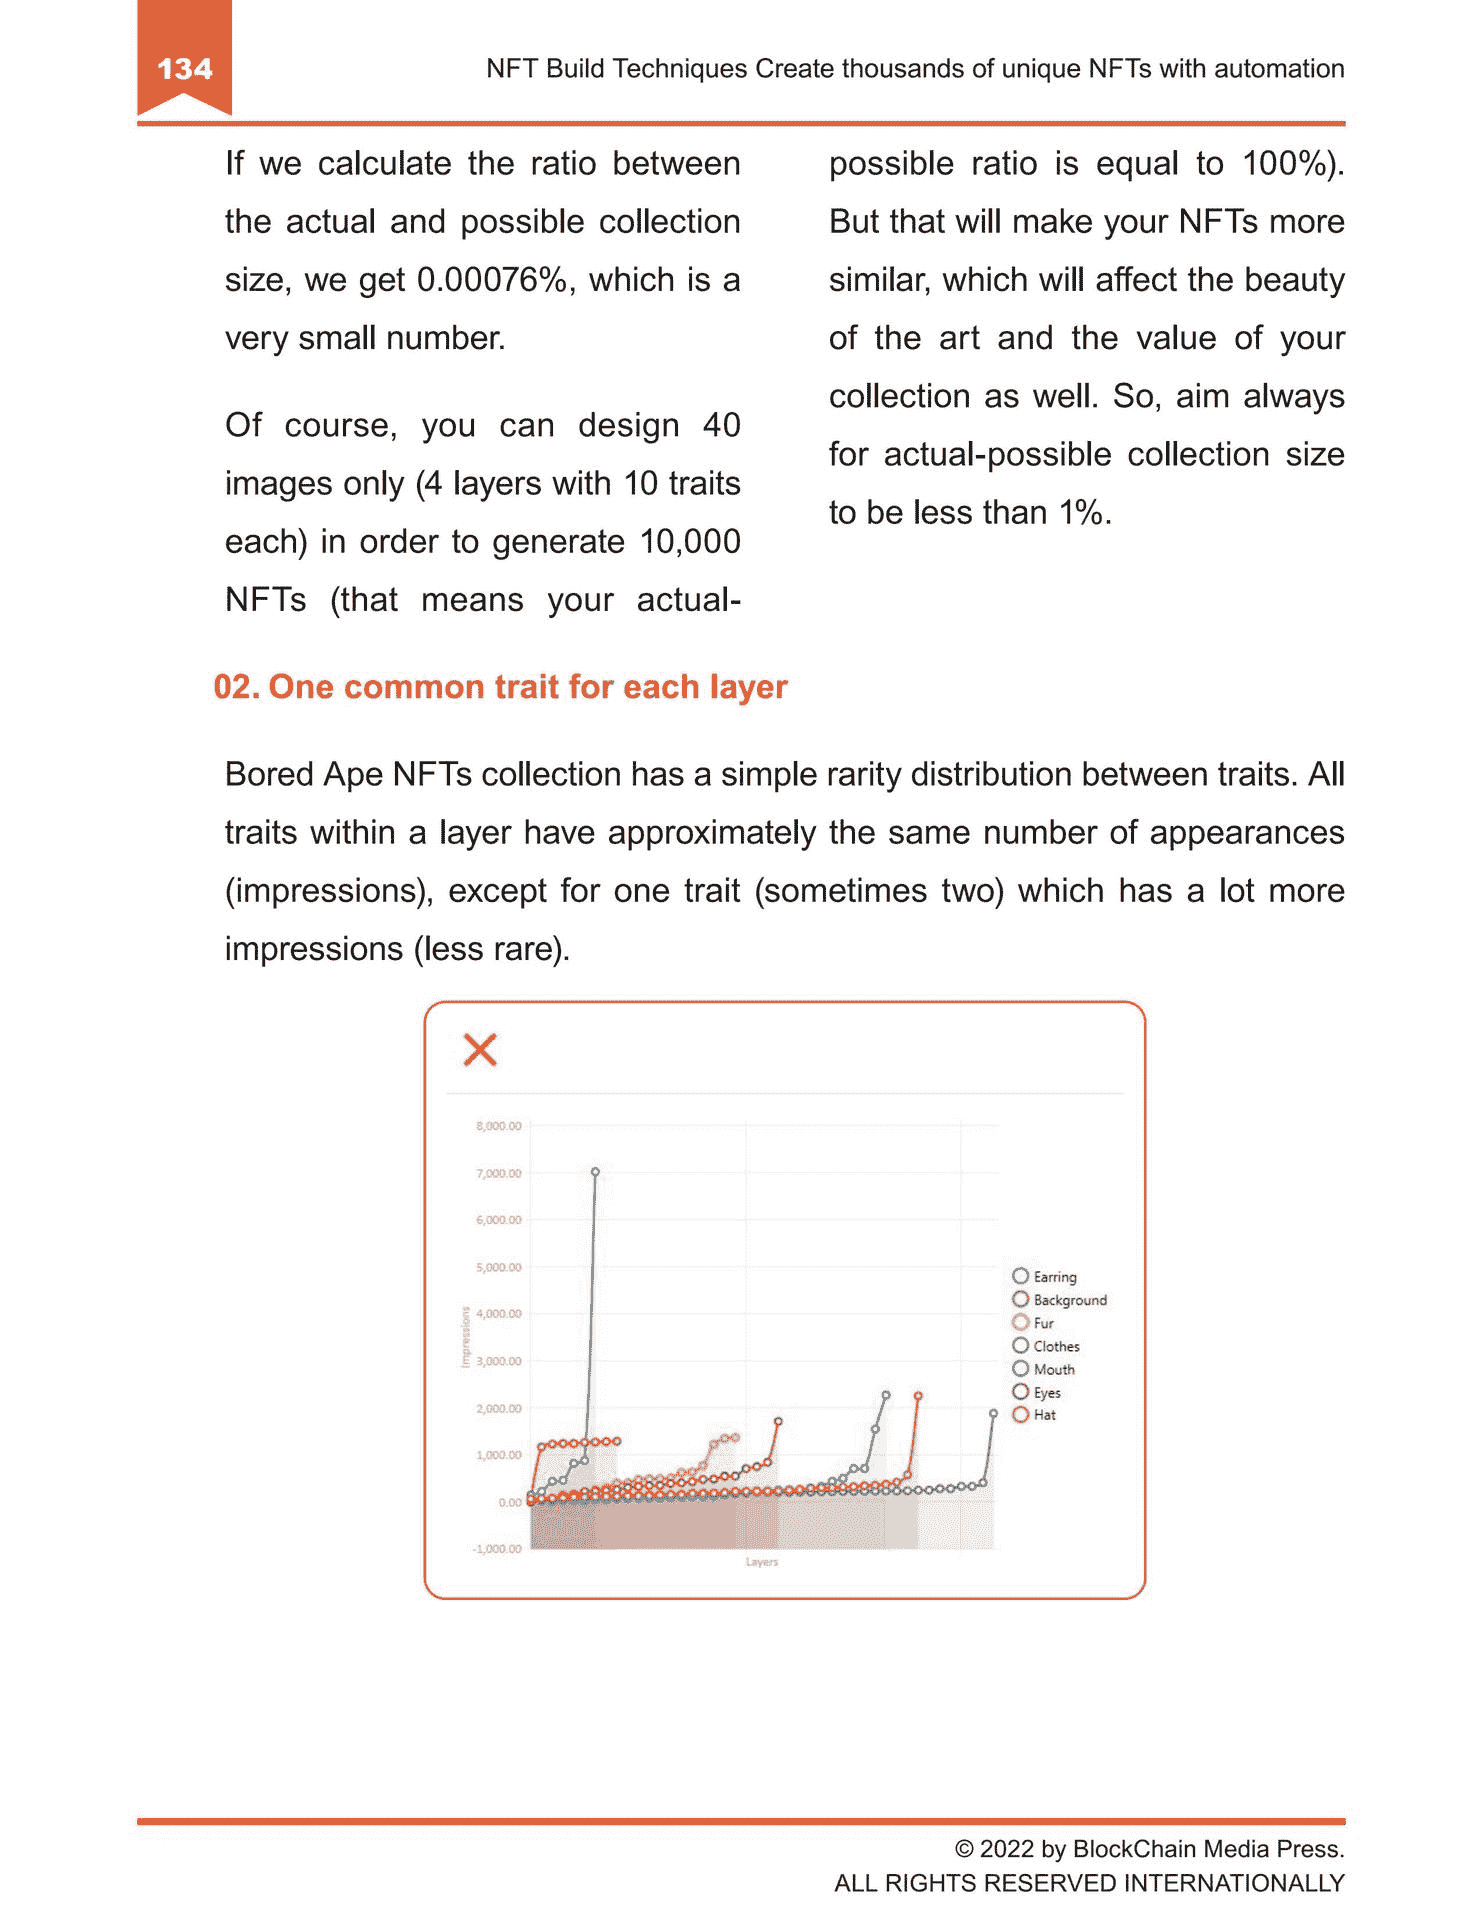 134
NFT Build Techniques Create thousands of unique NFTs with automation
If we calculate the ratio between
the actual and possible collection
size, we get 0.00076%, which is a
very small number.
Of course, you can design 40
images only (4 layers with 10 traits
each) in order to generate 10,000
NFTs (that means your actual-
possible ratio is equal to 100%).
But that will make your NFTs more
similar, which will affect the beauty
of the art and the value of your
collection as well. So, aim always
for actual-possible collection size
to be less than 1%.
02. One common trait for each layer
Bored Ape NFTs collection has a simple rarity distribution between traits. All
traits within a layer have approximately the same number of appearances
(impressions), except for one trait (sometimes two) which has a lot more
impressions (less rare).
8,000.00
7,000.00
6,000.00
5,000.00
4,000.00
3,000.00
2,000.00
1,000.00
0.00
-1,000.00
Impressions
Layers
Earring
Background
Fur
Clothes
Mouth
Eyes
Hat
© 2022 by BlockChain Media Press.
ALL RIGHTS RESERVED INTERNATIONALLY